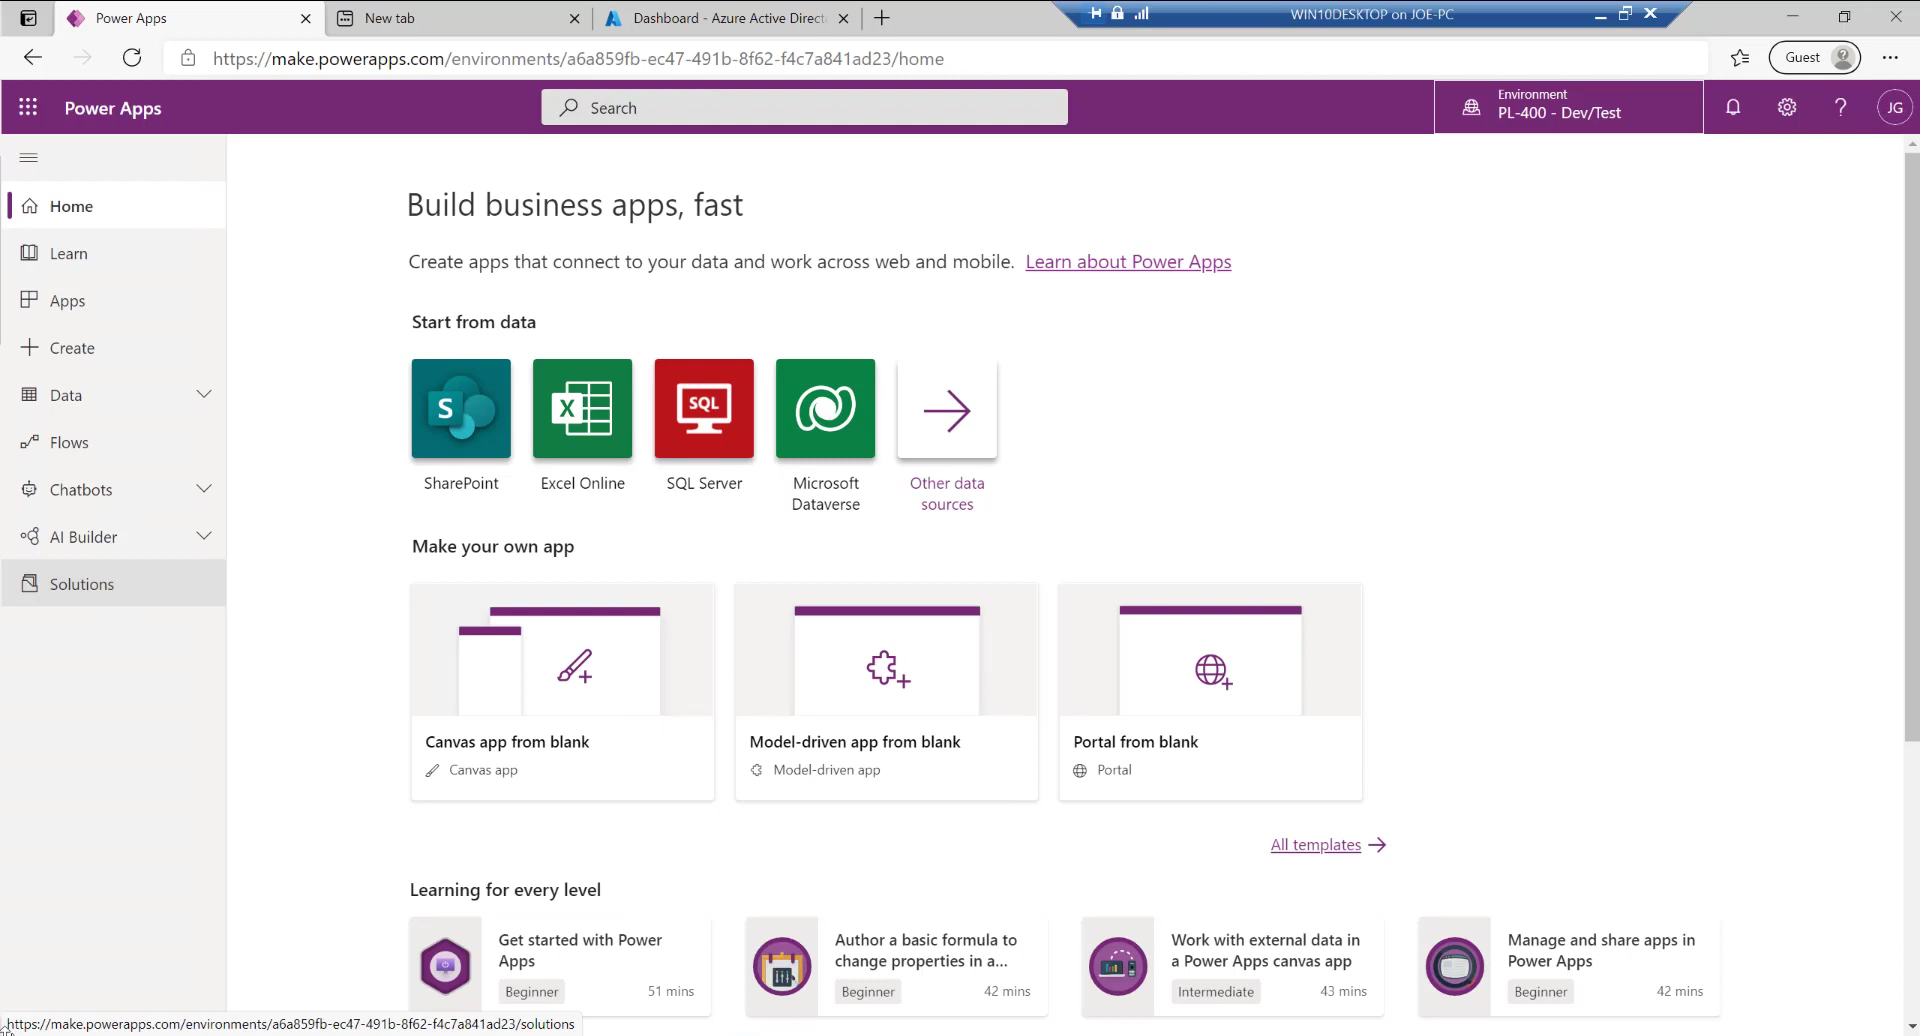 Power Apps
New tab
Dashboard - Azure Active Direct
WIN10DESKTOP on JOE-PC
https://make.powerapps.com/environments/a6a859fb-ec47-491b-8f62-f4c7a841ad23/home
Guest
Power Apps
Search
Environment
PL-400 - Dev/Test
JG
Home
Learn
Apps
Create
Data
Flows
Chatbots
AI Builder
Solutions
Build business apps, fast
Create apps that connect to your data and work across web and mobile. Learn about Power Apps
Start from data
S
X
SQL
SharePoint
Excel Online
SQL Server
Microsoft
Dataverse
Other data
sources
Make your own app
Canvas app from blank
Canvas app
Model-driven app from blank
Model-driven app
Portal from blank
Portal
All templates
Learning for every level
Get started with Power
Apps
Beginner
51 mins
Author a basic formula to
change properties in a...
Beginner
42 mins
Work with external data in
a Power Apps canvas app
Intermediate
43 mins
Manage and share apps in
Power Apps
Beginner
42 mins
https://make.powerapps.com/environments/a6a859fb-ec47-491b-8f62-f4c7a841ad23/solutions